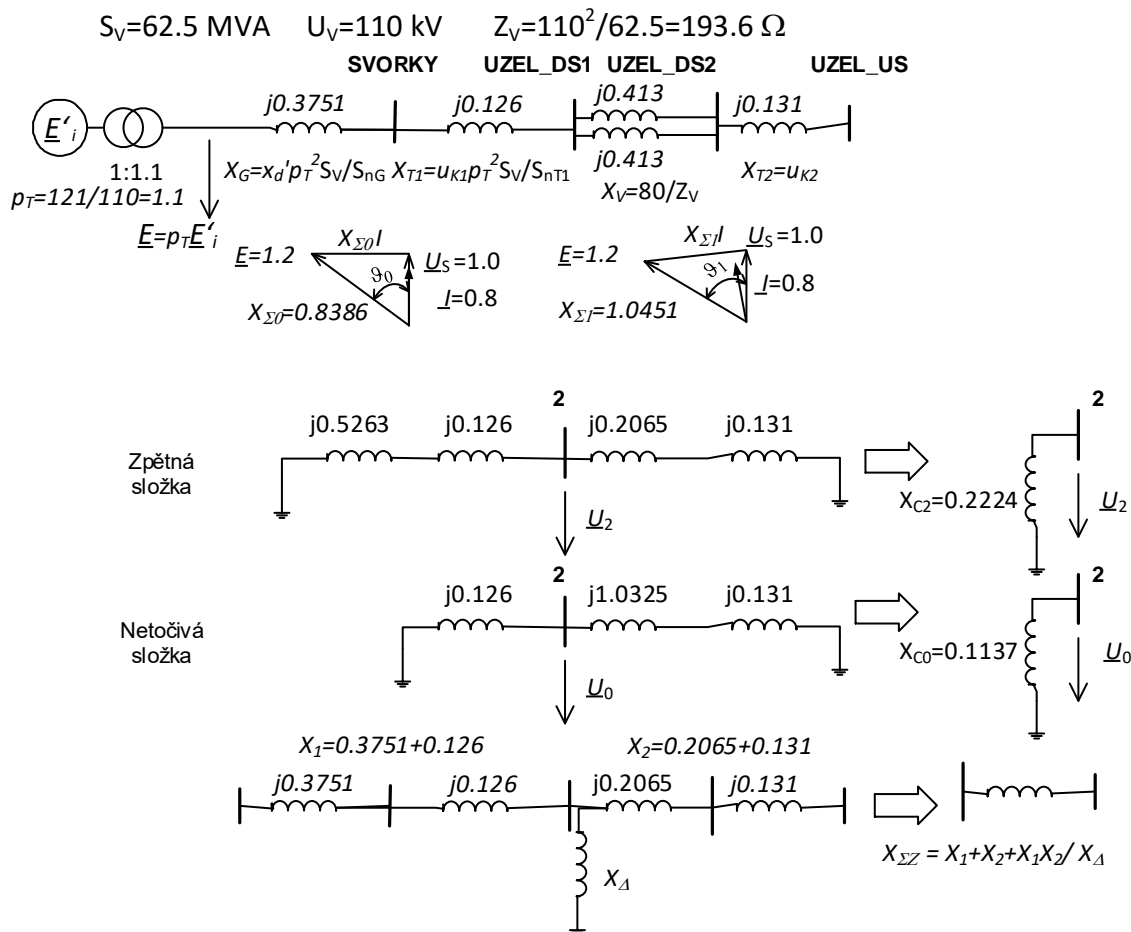 S_V=62.5 MVA U_V=110 kV Z_V=110²/62.5=193.6 Ω
SVORKY UZEL_DS1 UZEL_DS2 UZEL_US
j0.3751 j0.126 j0.413 j0.131
E'_i
j0.413
1:1.1
X_G=x_d'p_T²S_V/S_nG X_T1=u_K1p_T²S_V/S_nT1 X_V=80/Z_V X_T2=u_K2
p_T=121/110=1.1
E=p_TE'_i
X_Σ0I X_Σ1I
E=1.2 ϑ_0 U_S=1.0 E=1.2 ϑ_1 U_S=1.0
I=0.8 I=0.8
X_Σ0=0.8386 X_Σ1=1.0451
2 2
j0.5263 j0.126 j0.2065 j0.131
Zpětná
složka
X_C2=0.2224 U_2
U_2
2 2
j0.126 j1.0325 j0.131
Netočivá
složka
X_C0=0.1137 U_0
U_0
X_1=0.3751+0.126 X_2=0.2065+0.131
j0.3751 j0.126 j0.2065 j0.131
X_ΣZ = X_1+X_2+X_1X_2/ X_Δ
X_Δ